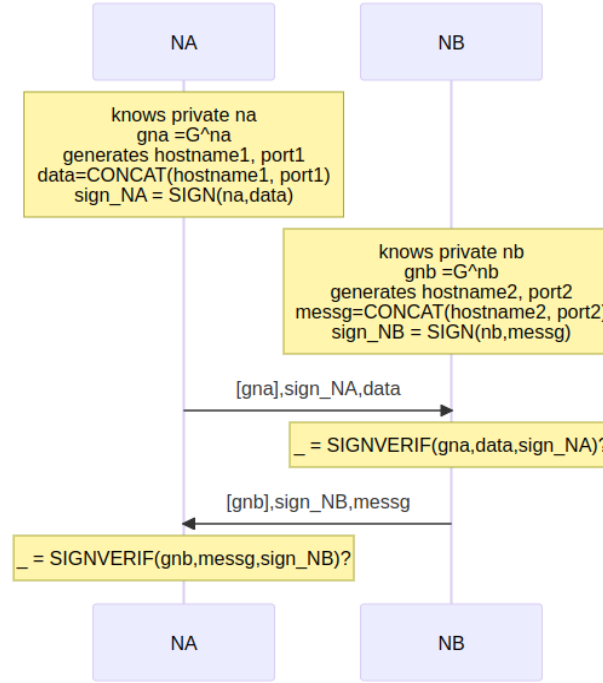 NA
NB
knows private na
gna =G^na
generates hostname1, port1
data=CONCAT(hostname1, port1)
sign_NA = SIGN(na,data)
knows private nb
gnb =G^nb
generates hostname2, port2
messg=CONCAT(hostname2, port2)
sign_NB = SIGN(nb,messg)
[gna],sign_NA,data
_ = SIGNVERIF(gna,data,sign_NA)?
[gnb],sign_NB,messg
_ = SIGNVERIF(gnb,messg,sign_NB)?
NA
NB